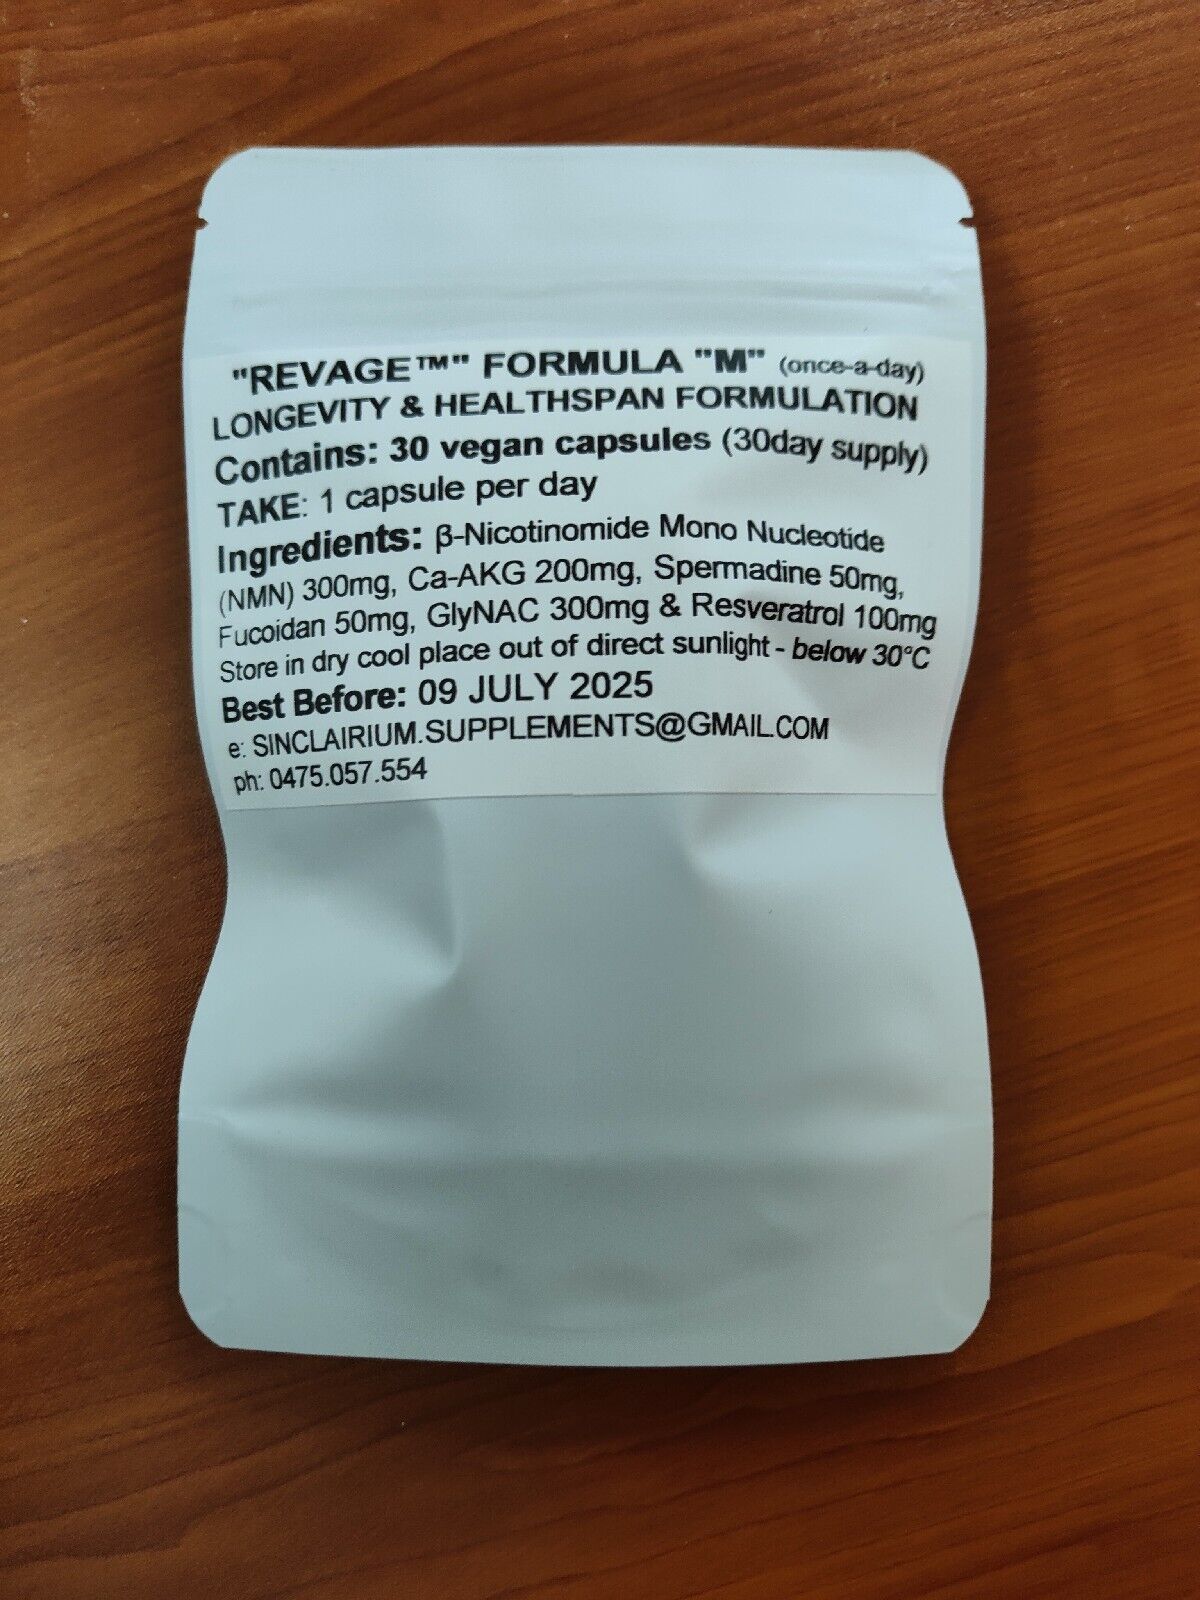 "REVAGE™" FORMULA "M" (once-a-day)
LONGEVITY & HEALTHSPAN FORMULATION
Contains: 30 vegan capsules (30day supply)
TAKE: 1 capsule per day
Ingredients: β-Nicotinomide Mono Nucleotide
(NMN) 300mg, Ca-AKG 200mg, Spermadine 50mg,
Fucoidan 50mg, GlyNAC 300mg & Resveratrol 100mg
Store in dry cool place out of direct sunlight - below 30°C
Best Before: 09 JULY 2025
e: SINCLAIRIUM.SUPPLEMENTS@GMAIL.COM
ph: 0475.057.554